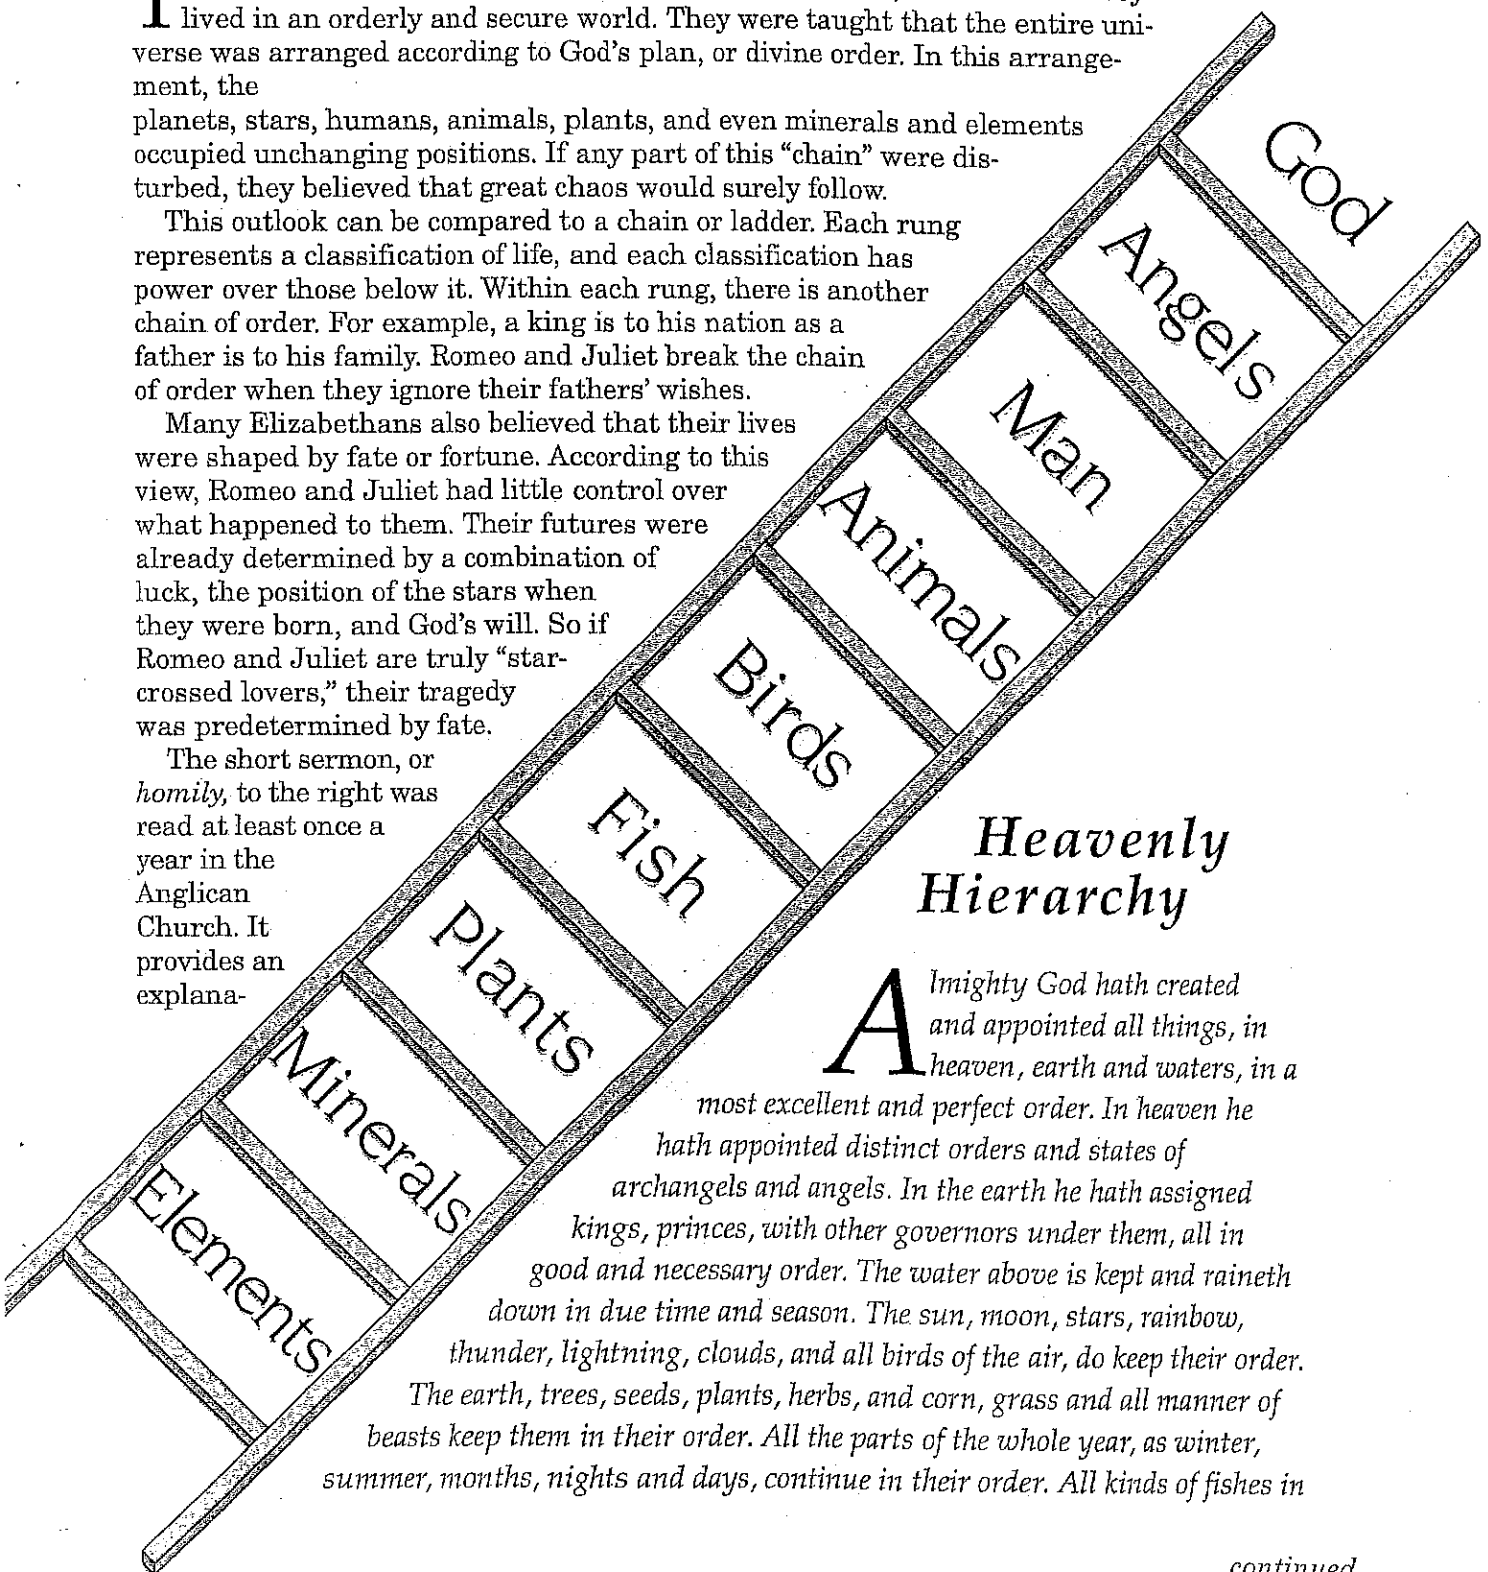 lived in an orderly and secure world. They were taught that the entire uni-
verse was arranged according to God's plan, or divine order. In this arrange-
ment, the
planets, stars, humans, animals, plants, and even minerals and elements
occupied unchanging positions. If any part of this “chain” were dis-
turbed, they believed that great chaos would surely follow.
This outlook can be compared to a chain or ladder. Each rung
represents a classification of life, and each classification has
power over those below it. Within each rung, there is another
chain of order. For example, a king is to his nation as a
father is to his family. Romeo and Juliet break the chain
of order when they ignore their fathers' wishes.
Many Elizabethans also believed that their lives
were shaped by fate or fortune. According to this
view, Romeo and Juliet had little control over
what happened to them. Their futures were
already determined by a combination of
luck, the position of the stars when
they were born, and God's will. So if
Romeo and Juliet are truly “star-
crossed lovers,” their tragedy
was predetermined by fate.
The short sermon, or
homily, to the right was
read at least once a
year in the
Anglican
Church. It
provides an
explana-
God
Angels
Man
Animals
Birds
Fish
Plants
Minerals
Elements
Heavenly
Hierarchy
Almighty God hath created
and appointed all things, in
heaven, earth and waters, in a
most excellent and perfect order. In heaven he
hath appointed distinct orders and states of
archangels and angels. In the earth he hath assigned
kings, princes, with other governors under them, all in
good and necessary order. The water above is kept and raineth
down in due time and season. The sun, moon, stars, rainbow,
thunder, lightning, clouds, and all birds of the air, do keep their order.
The earth, trees, seeds, plants, herbs, and corn, grass and all manner of
beasts keep them in their order. All the parts of the whole year, as winter,
summer, months, nights and days, continue in their order. All kinds of fishes in
continued